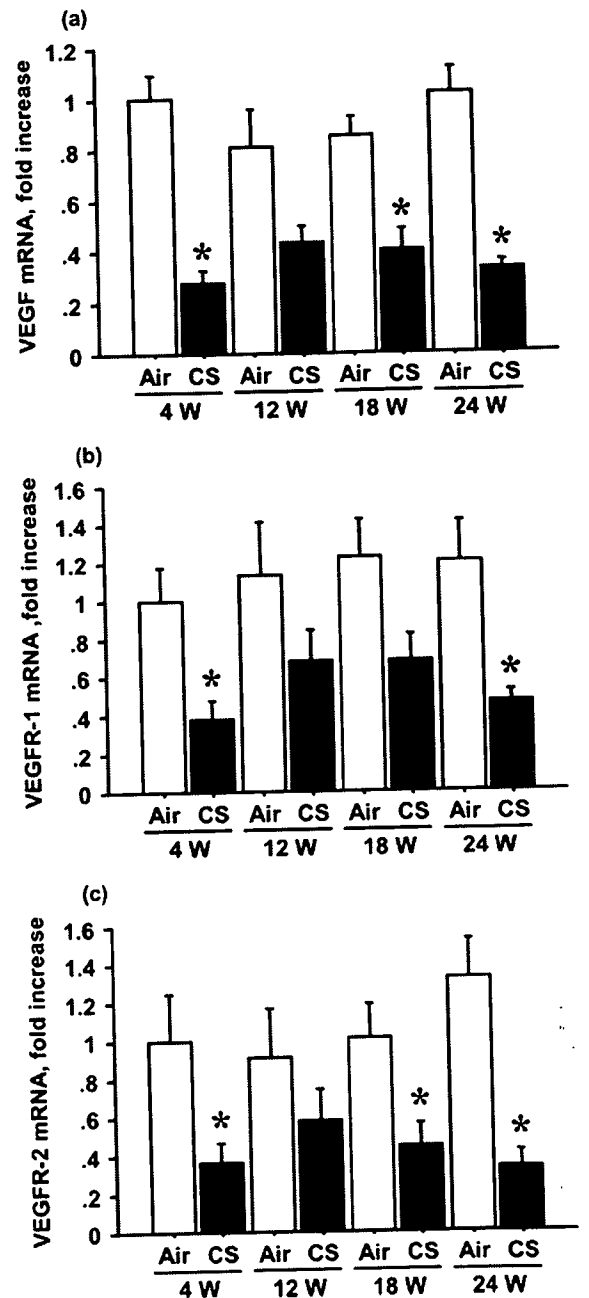 (a)
VEGF mRNA, fold increase
1.2
1
.8
.6
.4
.2
0
*
*
*
Air CS Air CS Air CS Air CS
4 W 12 W 18 W 24 W
(b)
VEGFR-1 mRNA ,fold increase
1.6
1.4
1.2
1
.8
.6
.4
.2
0
*
*
Air CS Air CS Air CS Air CS
4 W 12 W 18 W 24 W
(c)
VEGFR-2 mRNA, fold increase
1.6
1.4
1.2
1
.8
.6
.4
.2
0
*
*
*
Air CS Air CS Air CS Air CS
4 W 12 W 18 W 24 W